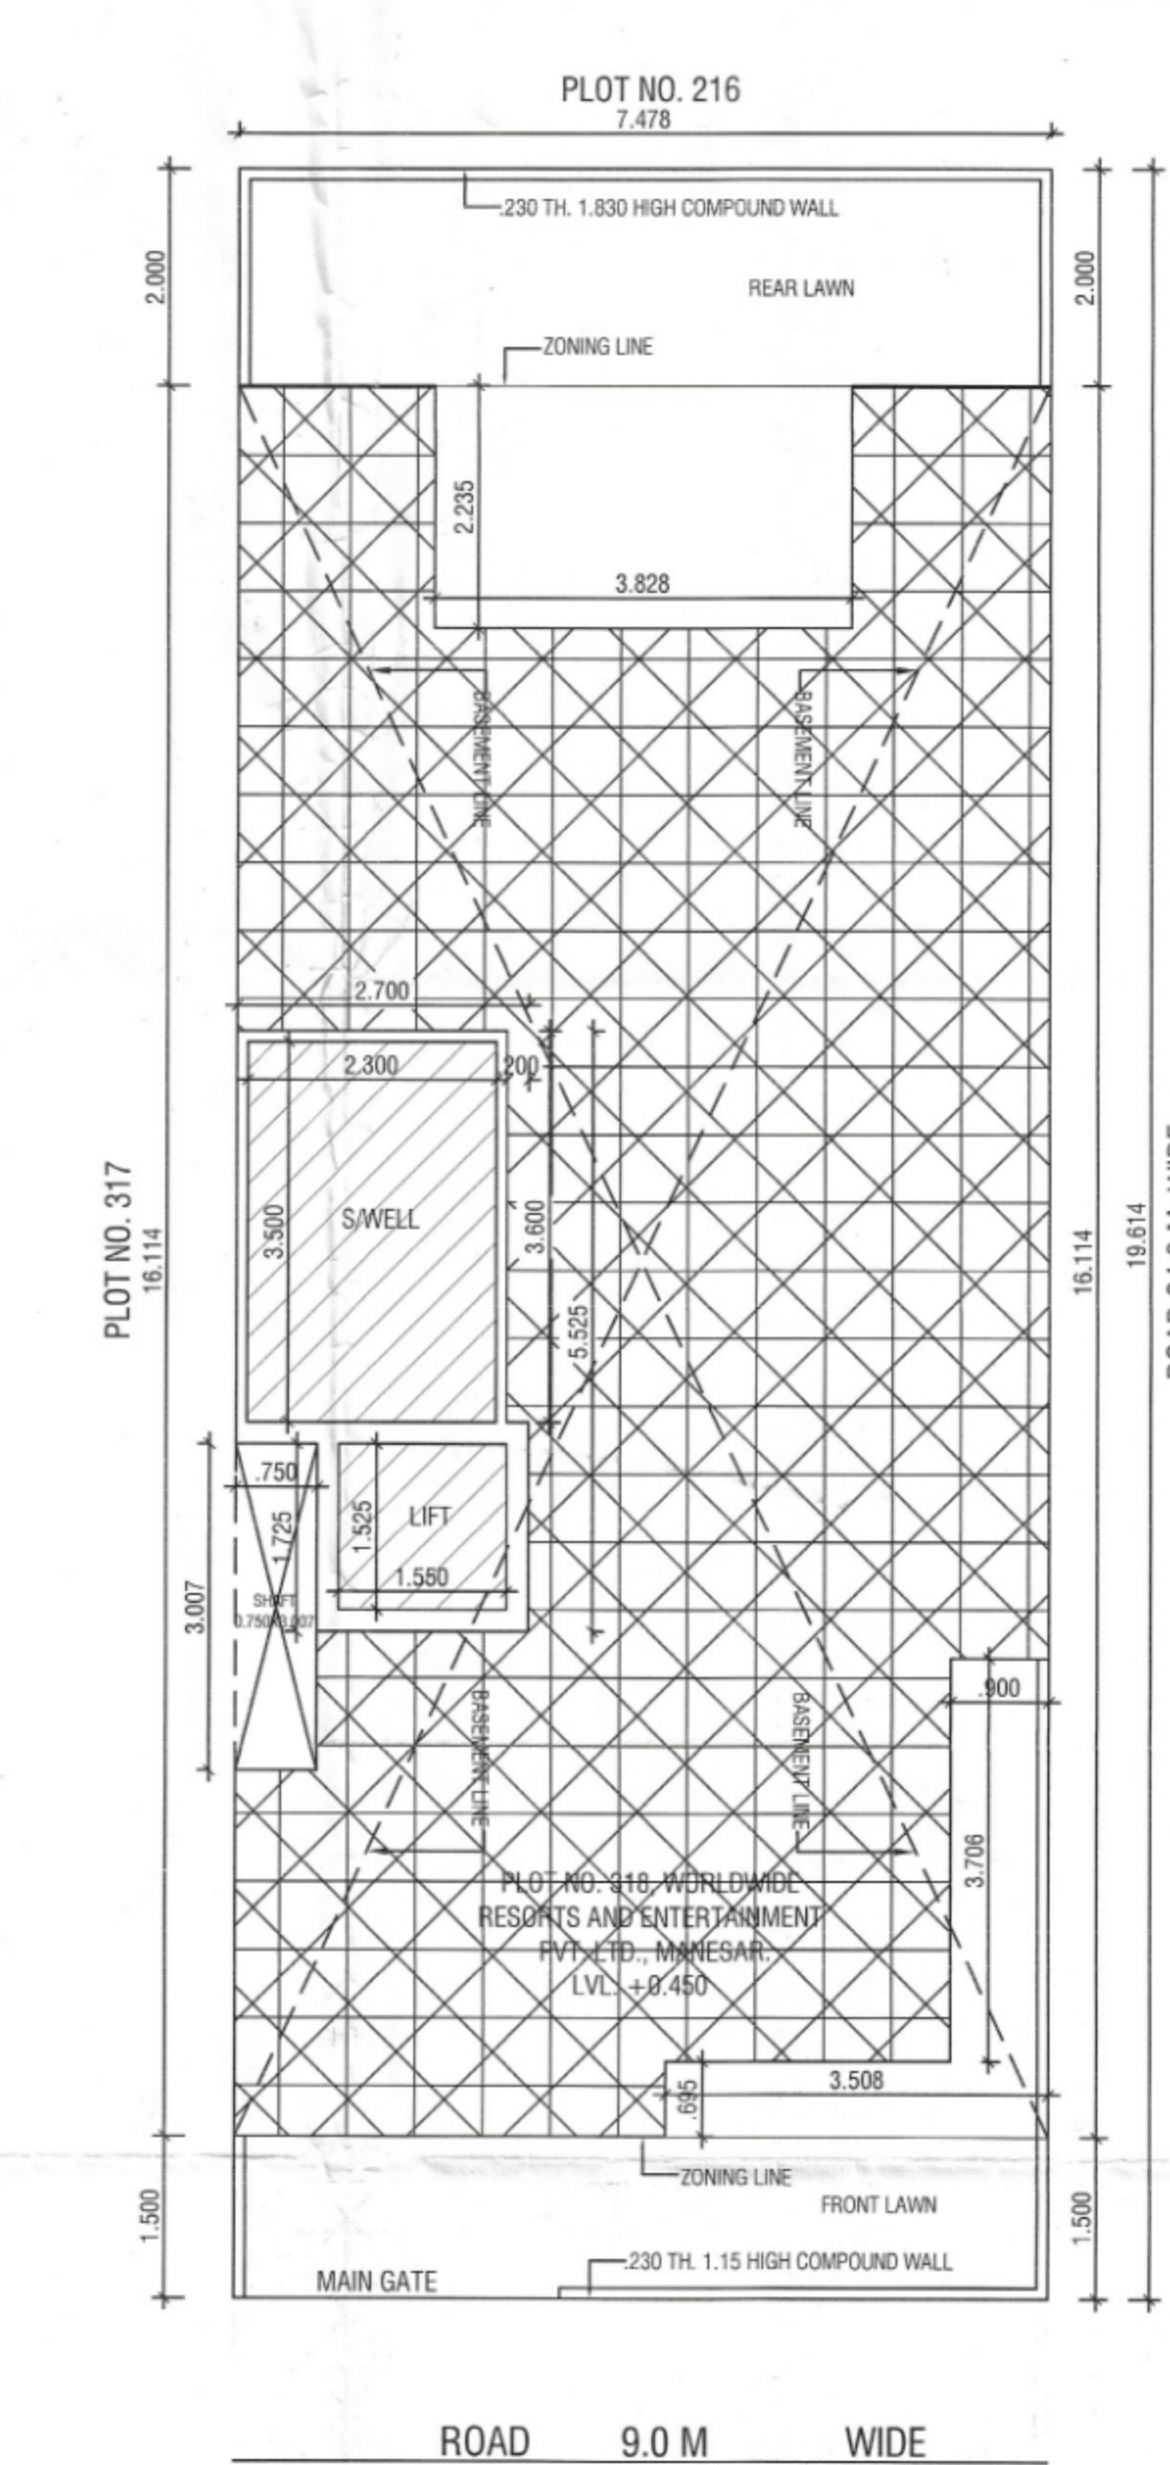 PLOT NO. 216
7.478
.230 TH. 1.830 HIGH COMPOUND WALL
2.000
2.000
REAR LAWN
ZONING LINE
2.235
3.828
BASEMENT LINE
BASEMENT LINE
2.700
2.300
200
PLOT NO. 317
16.114
3.500
S/WELL
3.600
5.525
16.114
19.614
.750
1.725
1.525
LIFT
1.550
3.007
SHAFT
0.750X3.007
.900
BASEMENT LINE
BASEMENT LINE
3.706
PLOT NO. 318, WORLDWIDE
RESORTS AND ENTERTAINMENT
PVT. LTD., MANESAR.
LVL. +0.450
.695
3.508
ZONING LINE
1.500
FRONT LAWN
1.500
.230 TH. 1.15 HIGH COMPOUND WALL
MAIN GATE
ROAD 9.0 M WIDE